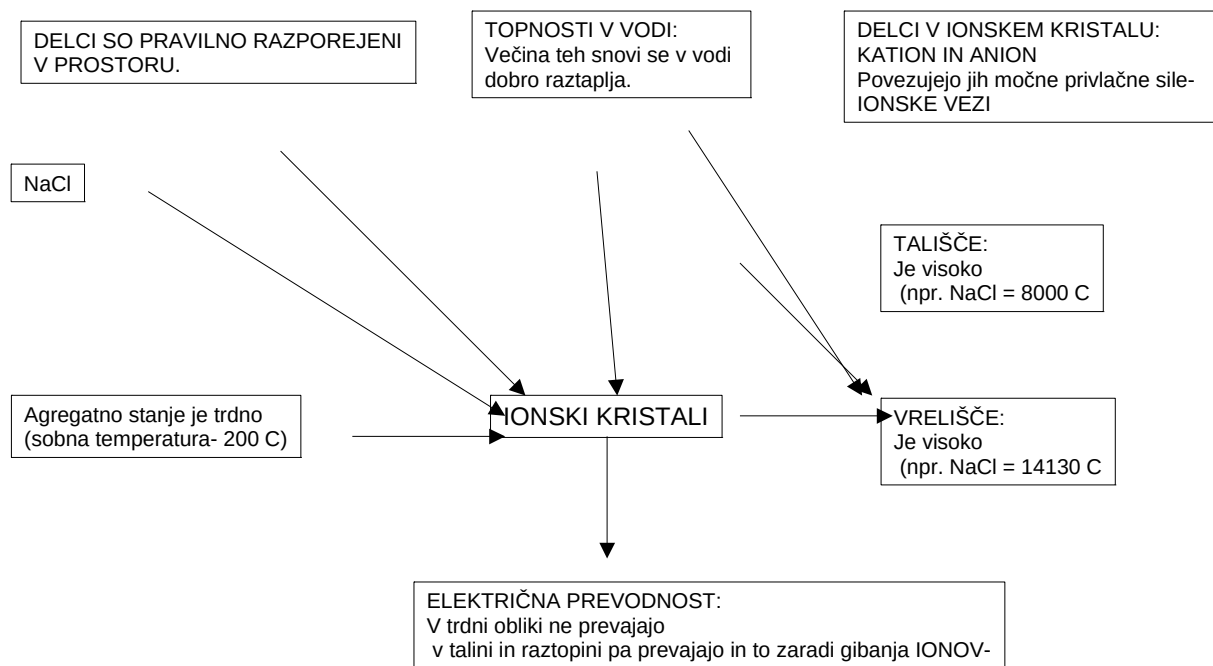 DELCI SO PRAVILNO RAZPOREJENI
V PROSTORU.
TOPNOSTI V VODI:
Večina teh snovi se v vodi
dobro raztaplja.
DELCI V IONSKEM KRISTALU:
KATION IN ANION
Povezujejo jih močne privlačne sile-
IONSKE VEZI
NaCl
TALIŠČE:
Je visoko
(npr. NaCl = 8000 C
Agregatno stanje je trdno
(sobna temperatura- 200 C)
IONSKI KRISTALI
VRELIŠČE:
Je visoko
(npr. NaCl = 14130 C
ELEKTRIČNA PREVODNOST:
V trdni obliki ne prevajajo
v talini in raztopini pa prevajajo in to zaradi gibanja IONOV-